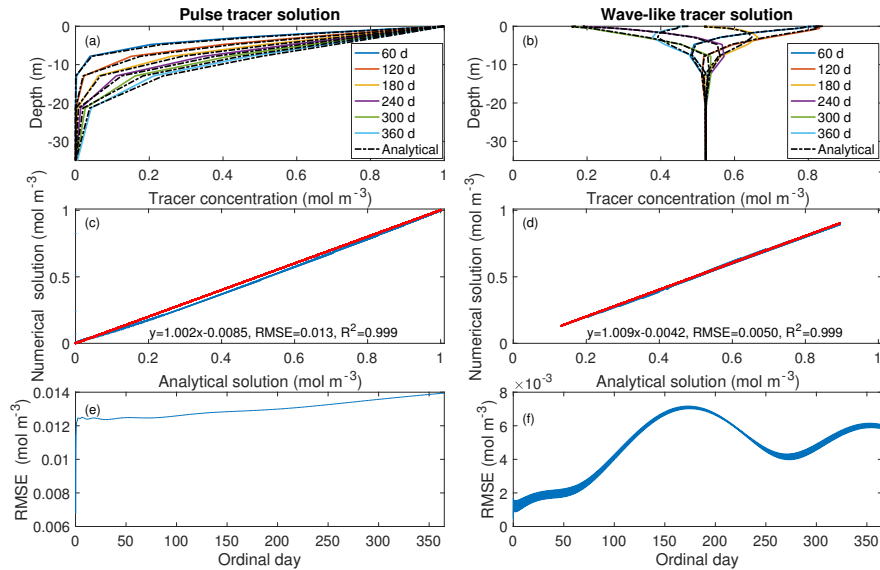 Pulse tracer solution
(a)
0
-10
-20
-30
Depth (m)
60 d
120 d
180 d
240 d
300 d
360 d
Analytical
0 0.2 0.4 0.6 0.8 1
Tracer concentration (mol m-3)
Wave-like tracer solution
(b)
0
-10
-20
-30
Depth (m)
60 d
120 d
180 d
240 d
300 d
360 d
Analytical
0 0.2 0.4 0.6 0.8 1
Tracer concentration (mol m-3)
(c)
1
0.5
0
Numerical solution (mol m-3)
y=1.002x-0.0085, RMSE=0.013, R2=0.999
0 0.2 0.4 0.6 0.8 1
Analytical solution (mol m-3)
(d)
1
0.5
0
Numerical solution (mol m-3)
y=1.009x-0.0042, RMSE=0.0050, R2=0.999
0 0.2 0.4 0.6 0.8 1
Analytical solution (mol m-3)
(e)
0.014
0.012
0.01
0.008
0.006
RMSE (mol m-3)
0 50 100 150 200 250 300 350
Ordinal day
×10-3
(f)
8
6
4
2
0
RMSE (mol m-3)
0 50 100 150 200 250 300 350
Ordinal day